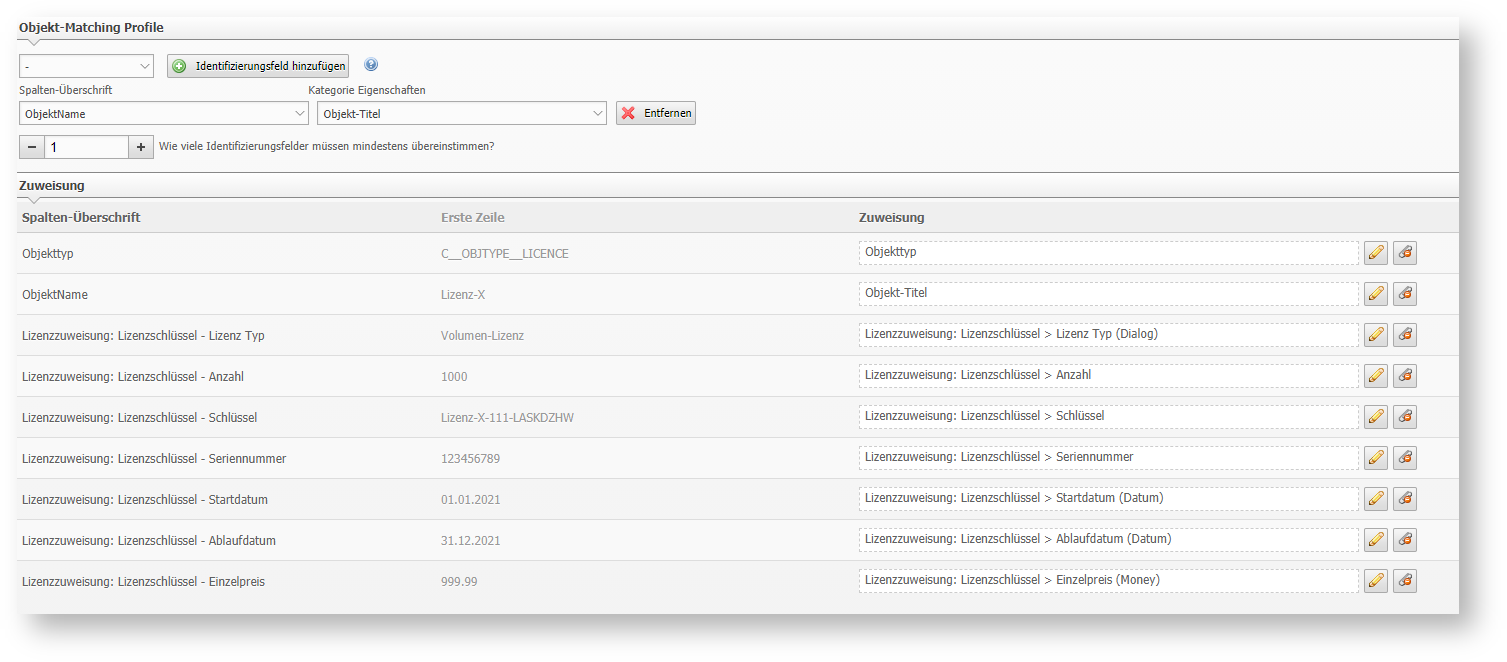 Objekt-Matching Profile
- Identifizierungsfeld hinzufügen ?
Spalten-Überschrift Kategorie Eigenschaften
ObjektName Objekt-Titel Entfernen
− 1 + Wie viele Identifizierungsfelder müssen mindestens übereinstimmen?
Zuweisung
Spalten-Überschrift Erste Zeile Zuweisung
Objekttyp C__OBJTYPE__LICENCE Objekttyp
ObjektName Lizenz-X Objekt-Titel
Lizenzzuweisung: Lizenzschlüssel - Lizenz Typ Volumen-Lizenz Lizenzzuweisung: Lizenzschlüssel > Lizenz Typ (Dialog)
Lizenzzuweisung: Lizenzschlüssel - Anzahl 1000 Lizenzzuweisung: Lizenzschlüssel > Anzahl
Lizenzzuweisung: Lizenzschlüssel - Schlüssel Lizenz-X-111-LASKDZHW Lizenzzuweisung: Lizenzschlüssel > Schlüssel
Lizenzzuweisung: Lizenzschlüssel - Seriennummer 123456789 Lizenzzuweisung: Lizenzschlüssel > Seriennummer
Lizenzzuweisung: Lizenzschlüssel - Startdatum 01.01.2021 Lizenzzuweisung: Lizenzschlüssel > Startdatum (Datum)
Lizenzzuweisung: Lizenzschlüssel - Ablaufdatum 31.12.2021 Lizenzzuweisung: Lizenzschlüssel > Ablaufdatum (Datum)
Lizenzzuweisung: Lizenzschlüssel - Einzelpreis 999.99 Lizenzzuweisung: Lizenzschlüssel > Einzelpreis (Money)